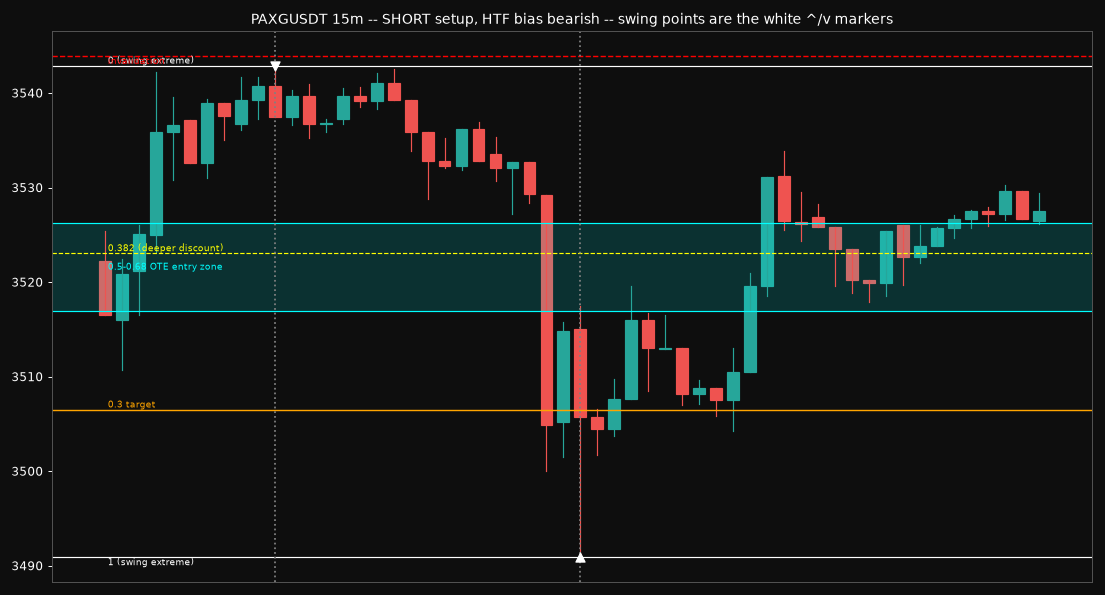 PAXGUSDT 15m -- SHORT setup, HTF bias bearish -- swing points are the white ^/v markers
0 (swing extreme)
3540
3530
0.382 (deeper discount)
0.5-0.68 OTE entry zone
3520
3510
0.3 target
3500
1 (swing extreme)
3490